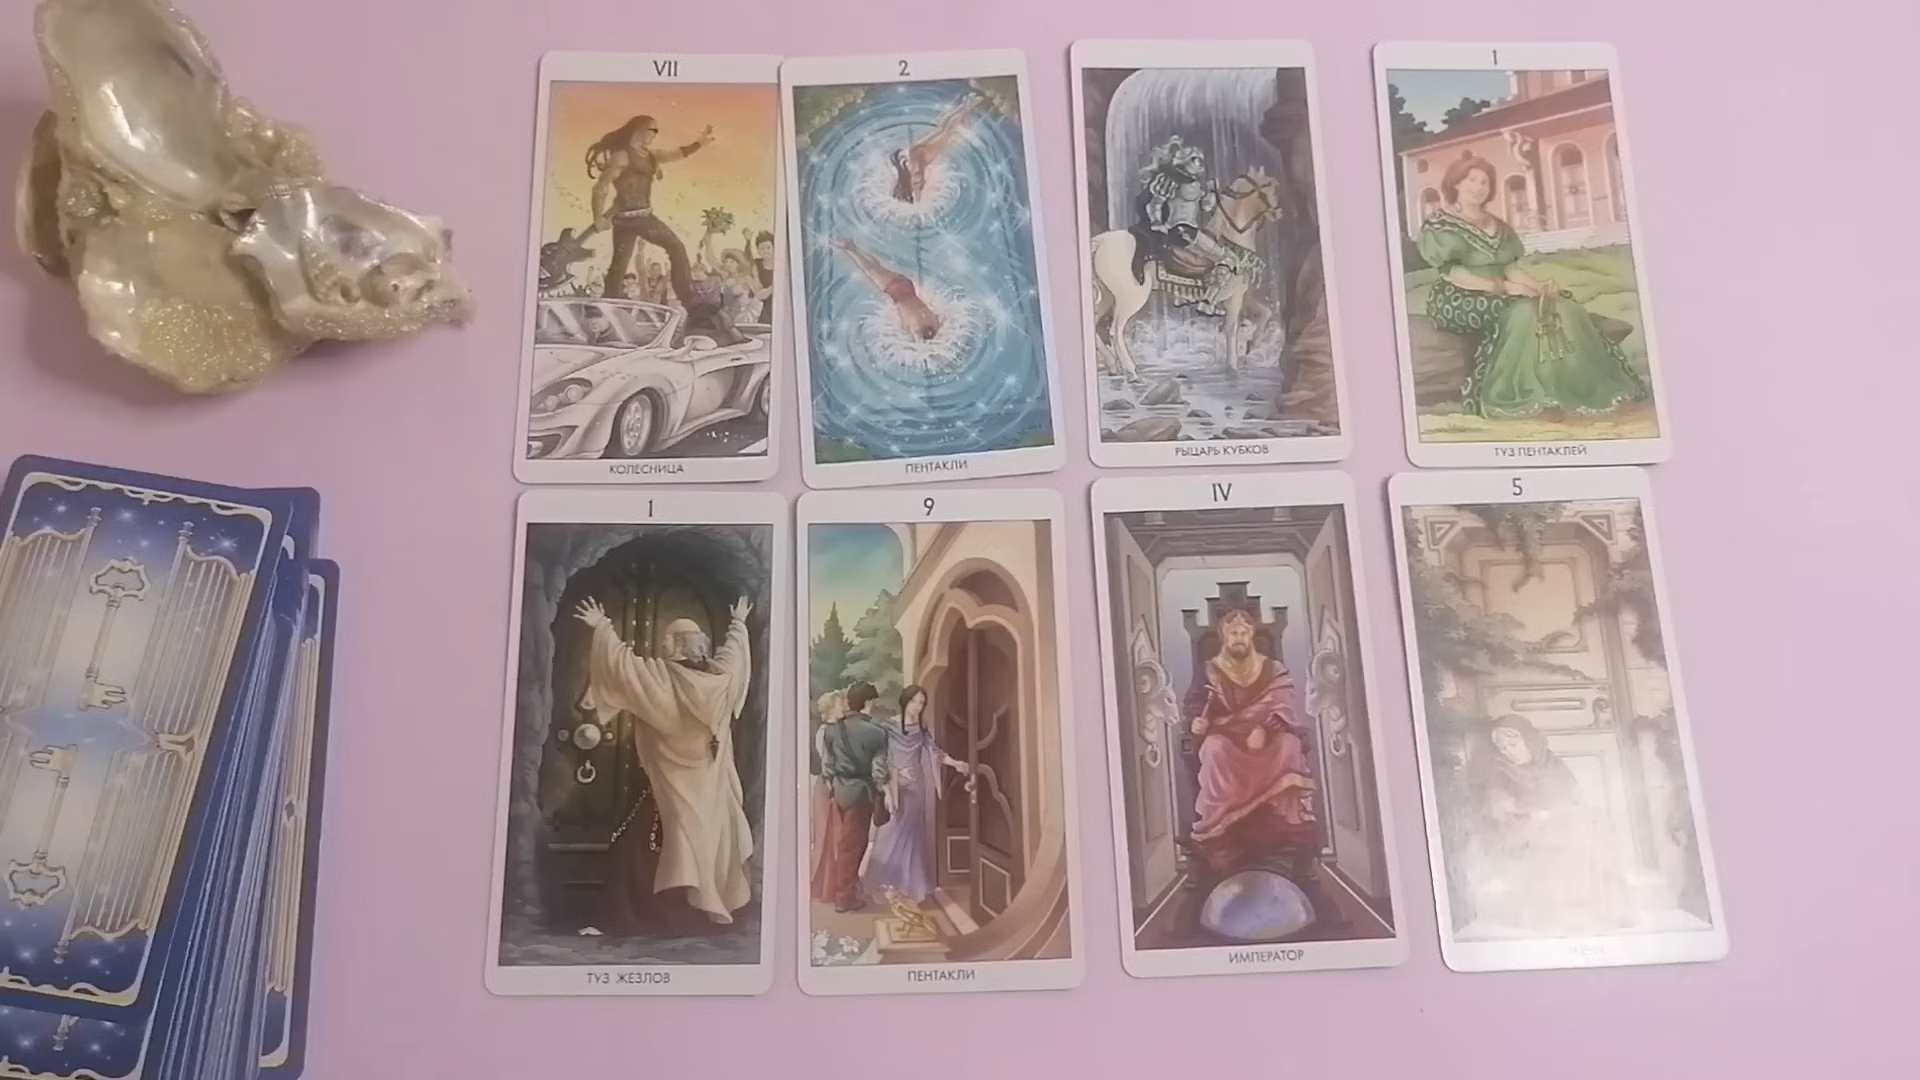 VII
КОЛЕСНИЦА
2
ПЕНТАКЛИ
РЫЦАРЬ КУБКОВ
1
ТУЗ ПЕНТАКЛЕЙ
1
ТУЗ ЖЕЗЛОВ
9
ПЕНТАКЛИ
IV
ИМПЕРАТОР
5